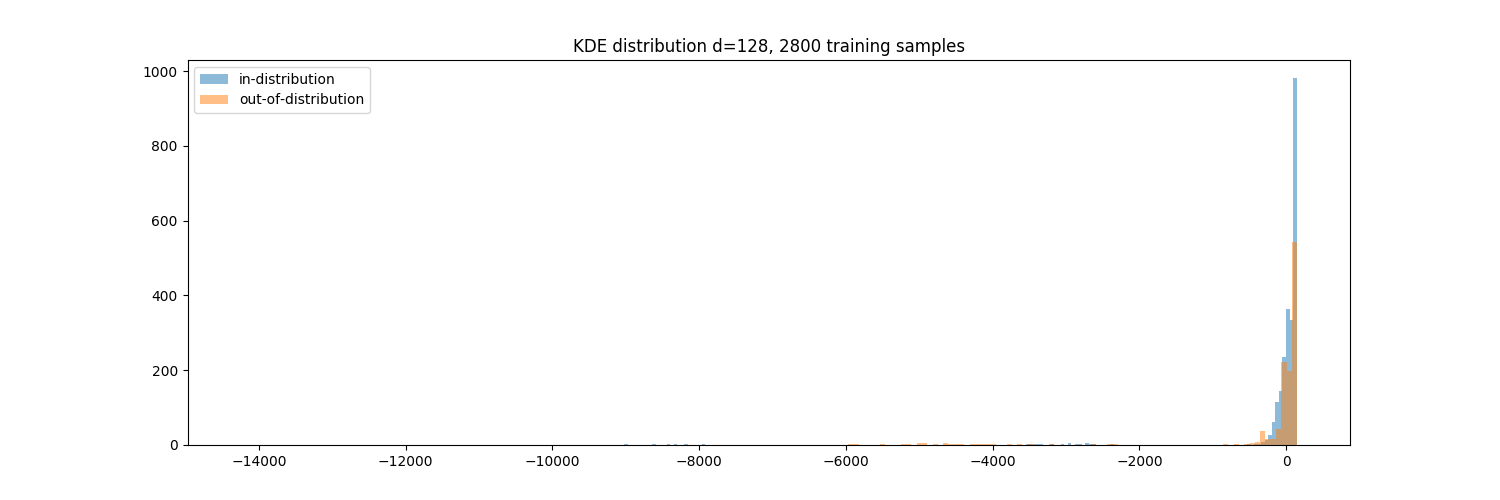 KDE distribution d=128, 2800 training samples
in-distribution
out-of-distribution
1000
800
600
400
200
0
−14000 −12000 −10000 −8000 −6000 −4000 −2000 0